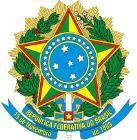 REPÚBLICA FEDERATIVA DO BRASIL
15 de Novembro
de 1889